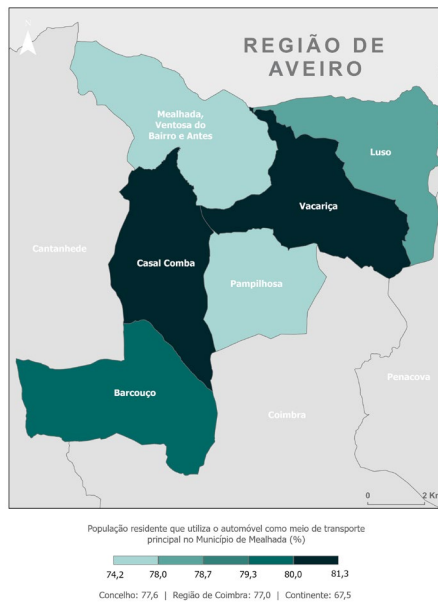 N
REGIÃO DE
AVEIRO
Mealhada,
Ventosa do
Bairro e Antes
Luso
Vacariça
Cantanhede
Casal Comba
Pampilhosa
Penacova
Barcouço
Coimbra
0 2 Km
População residente que utiliza o automóvel como meio de transporte
principal no Município de Mealhada (%)
74,2 78,0 78,7 79,3 80,0 81,3
Concelho: 77,6 | Região de Coimbra: 77,0 | Continente: 67,5